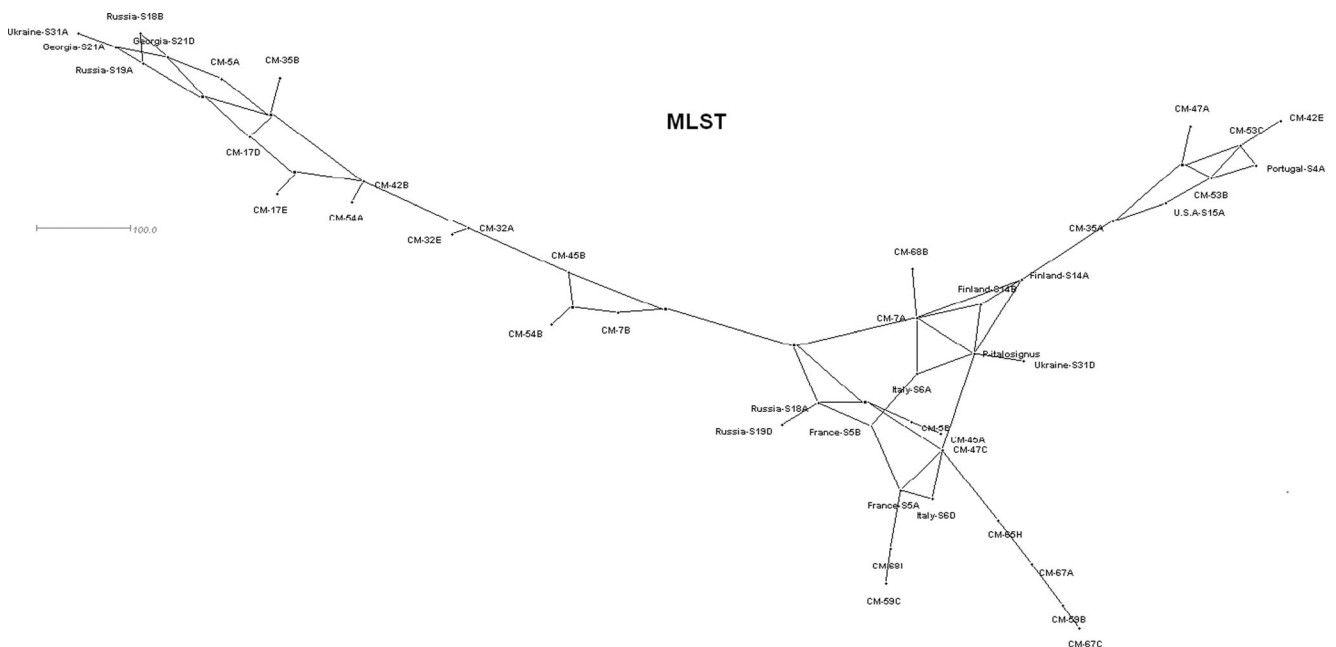 Russia-S18B
Ukraine-S31A
Georgia-S21D
Georgia-S21A
CM-5A
CM-35B
Russia-S19A
MLST
CM-47A
CM-42E
CM-53C
CM-17D
Portugal-S4A
CM-42B
CM-53B
CM-17E
CM-54A
U.S.A-S15A
100.0
CM-32A
CM-35A
CM-32E
CM-68B
CM-45B
Finland-S14A
Finland-S14B
CM-7A
CM-54B
CM-7B
P-italosignus
Ukraine-S31D
Italy-S6A
Russia-S18A
Russia-S19D
France-S5B
CM-5B
CM-45A
CM-47C
France-S5A
Italy-S6D
CM-65H
CM-68I
CM-67A
CM-59C
CM-59B
CM-67C